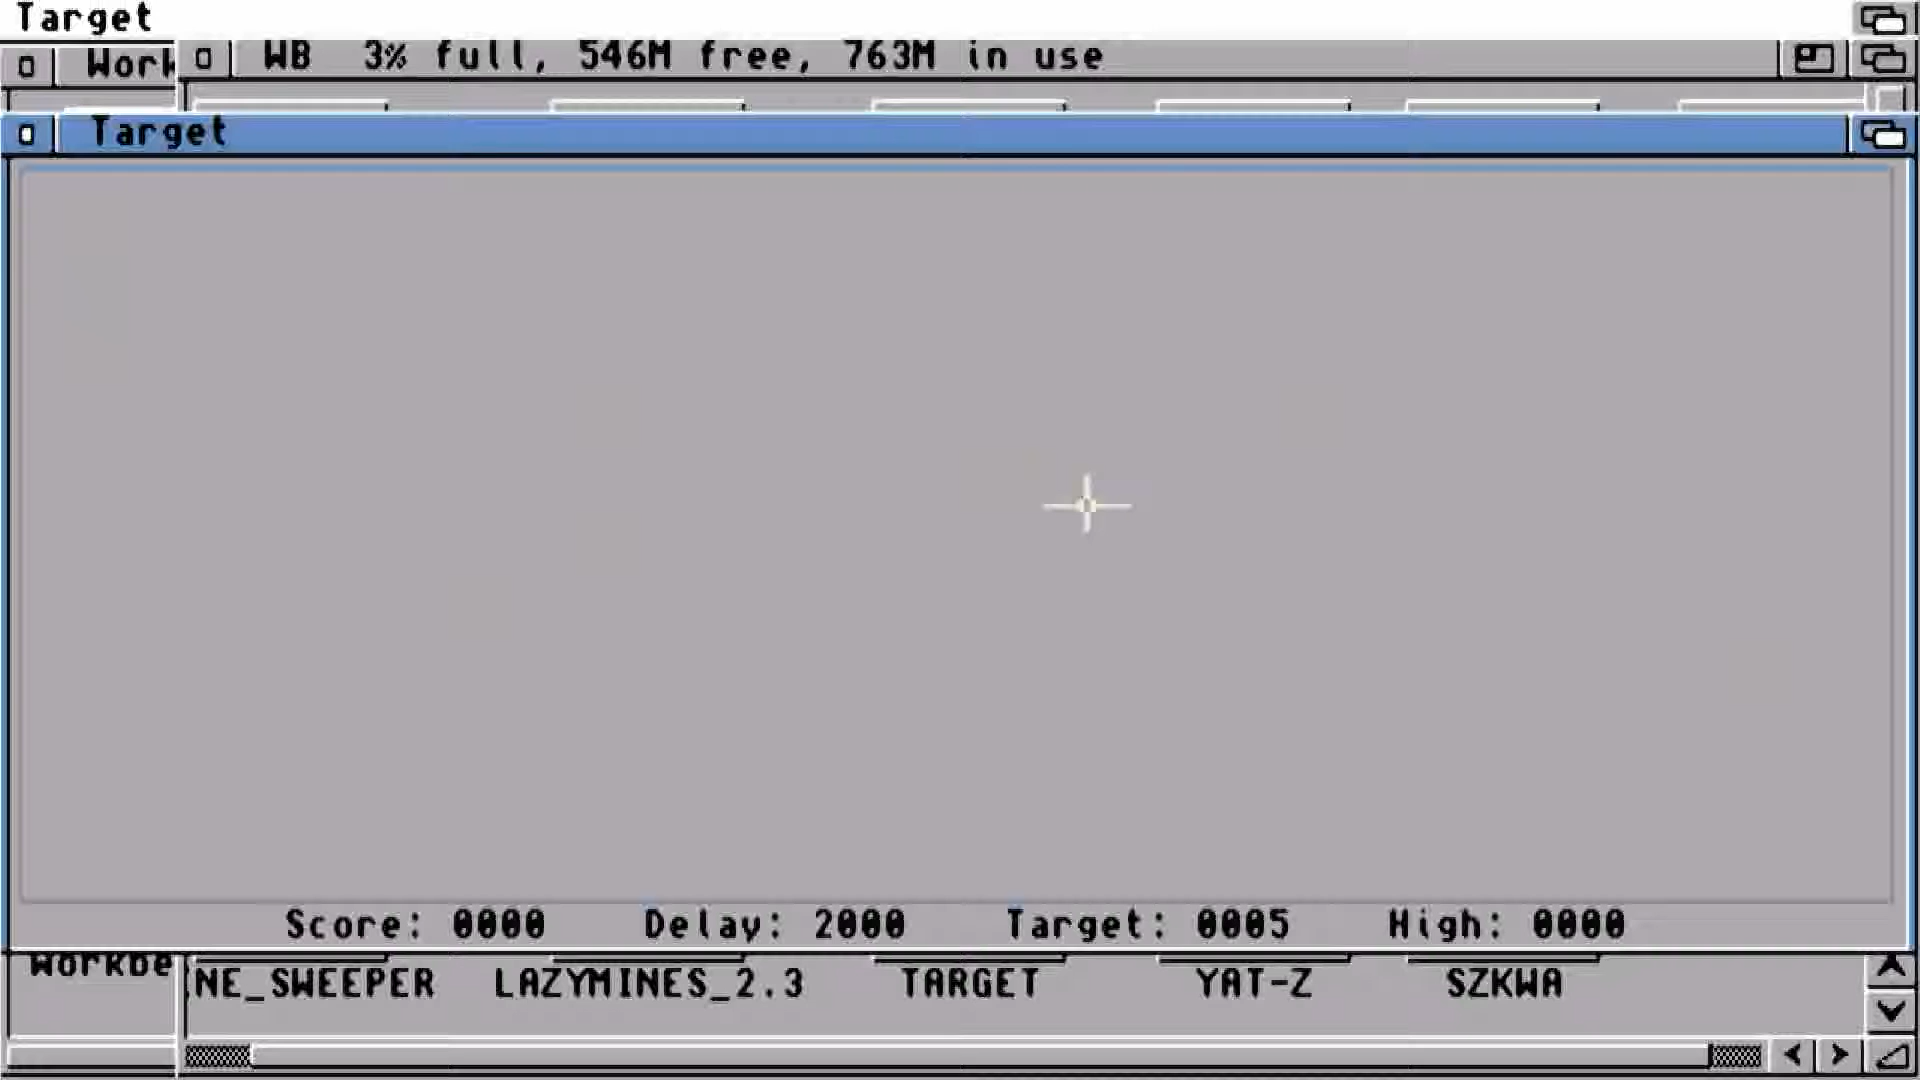 Target
Work
WB 3% full, 546M free, 763M in use
Target
Score: 0000 Delay: 2000 Target: 0005 High: 0000
Workbe
NE_SWEEPER LAZYMINES_2.3 TARGET YAT-Z SZKWA